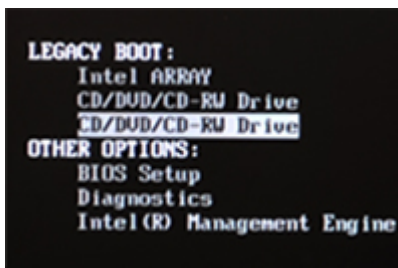 LEGACY BOOT:
Intel ARRAY
CD/DVD/CD-RW Drive
CD/DVD/CD-RW Drive
OTHER OPTIONS:
BIOS Setup
Diagnostics
Intel(R) Management Engine